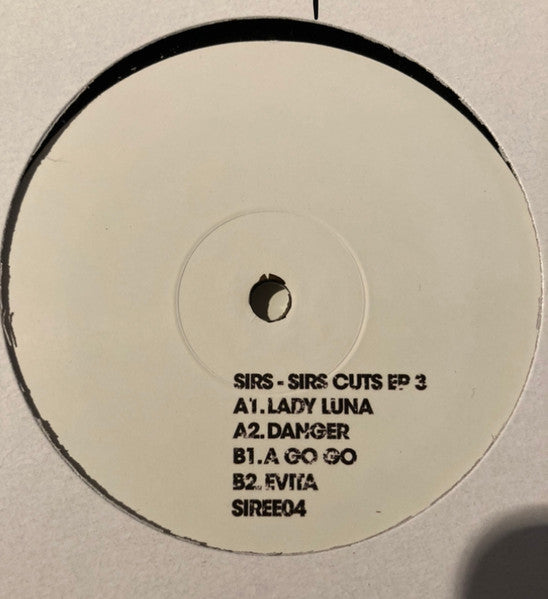 SIRS - SIRS CUTS EP 3
A1. LADY LUNA
A2. DANGER
B1. A GO GO
B2. EVITA
SIREE04